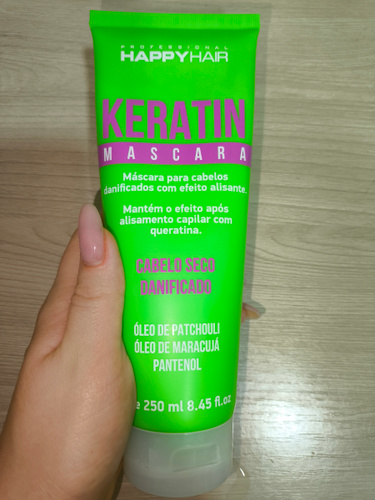 PROFESSIONAL
HAPPYHAIR
KERATIN
MASCARA
Máscara para cabelos
danificados com efeito alisante.
Mantém o efeito após
alisamento capilar com
queratina.
CABELO SECO
DANIFICADO
ÓLEO DE PATCHOULI
ÓLEO DE MARACUJÁ
PANTENOL
e 250 ml 8.45 fl.oz